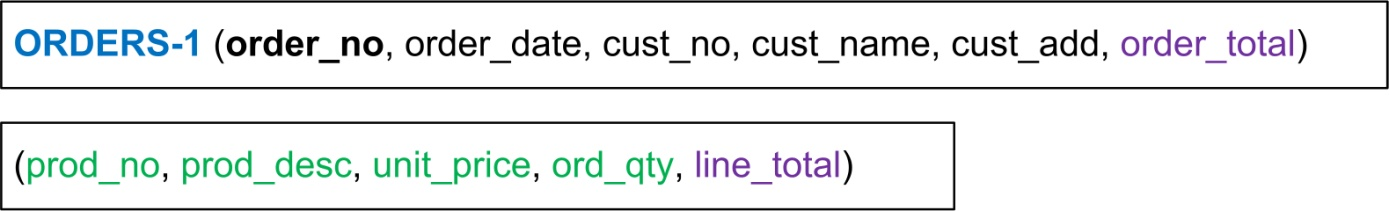 ORDERS-1 (order_no, order_date, cust_no, cust_name, cust_add, order_total)
(prod_no, prod_desc, unit_price, ord_qty, line_total)